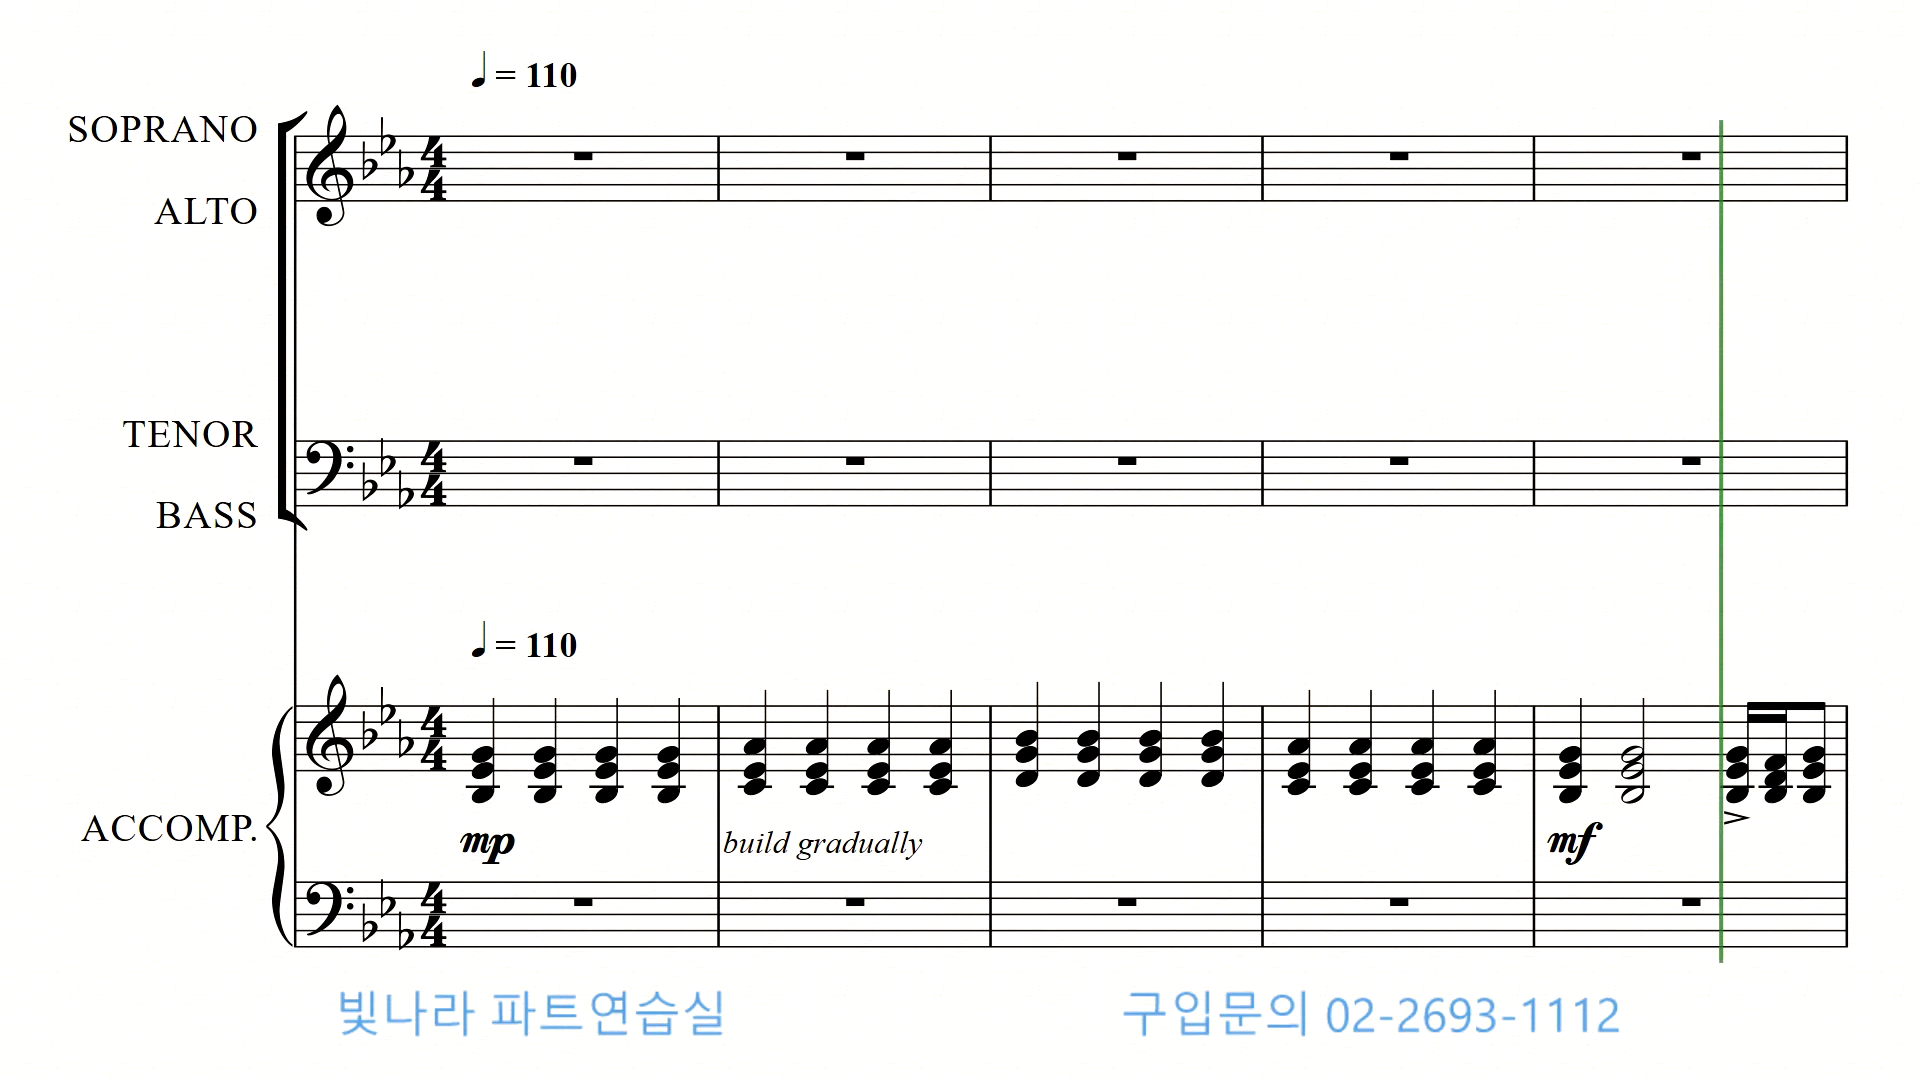 ♩ = 110
SOPRANO
ALTO
TENOR
BASS
♩ = 110
ACCOMP.
mp build gradually mf
빛나라 파트연습실 구입문의 02-2693-1112